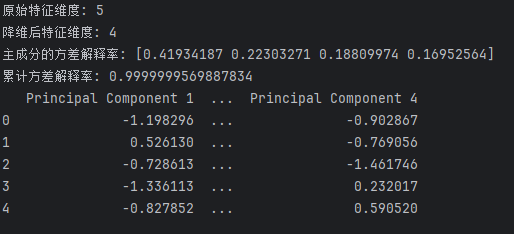 原始特征维度: 5
降维后特征维度: 4
主成分的方差解释率: [0.41934187 0.22303271 0.18809974 0.16952564]
累计方差解释率: 0.9999999569887834
Principal Component 1 ... Principal Component 4
0 -1.198296 ... -0.902867
1 0.526130 ... -0.769056
2 -0.728613 ... -1.461746
3 -1.336113 ... 0.232017
4 -0.827852 ... 0.590520